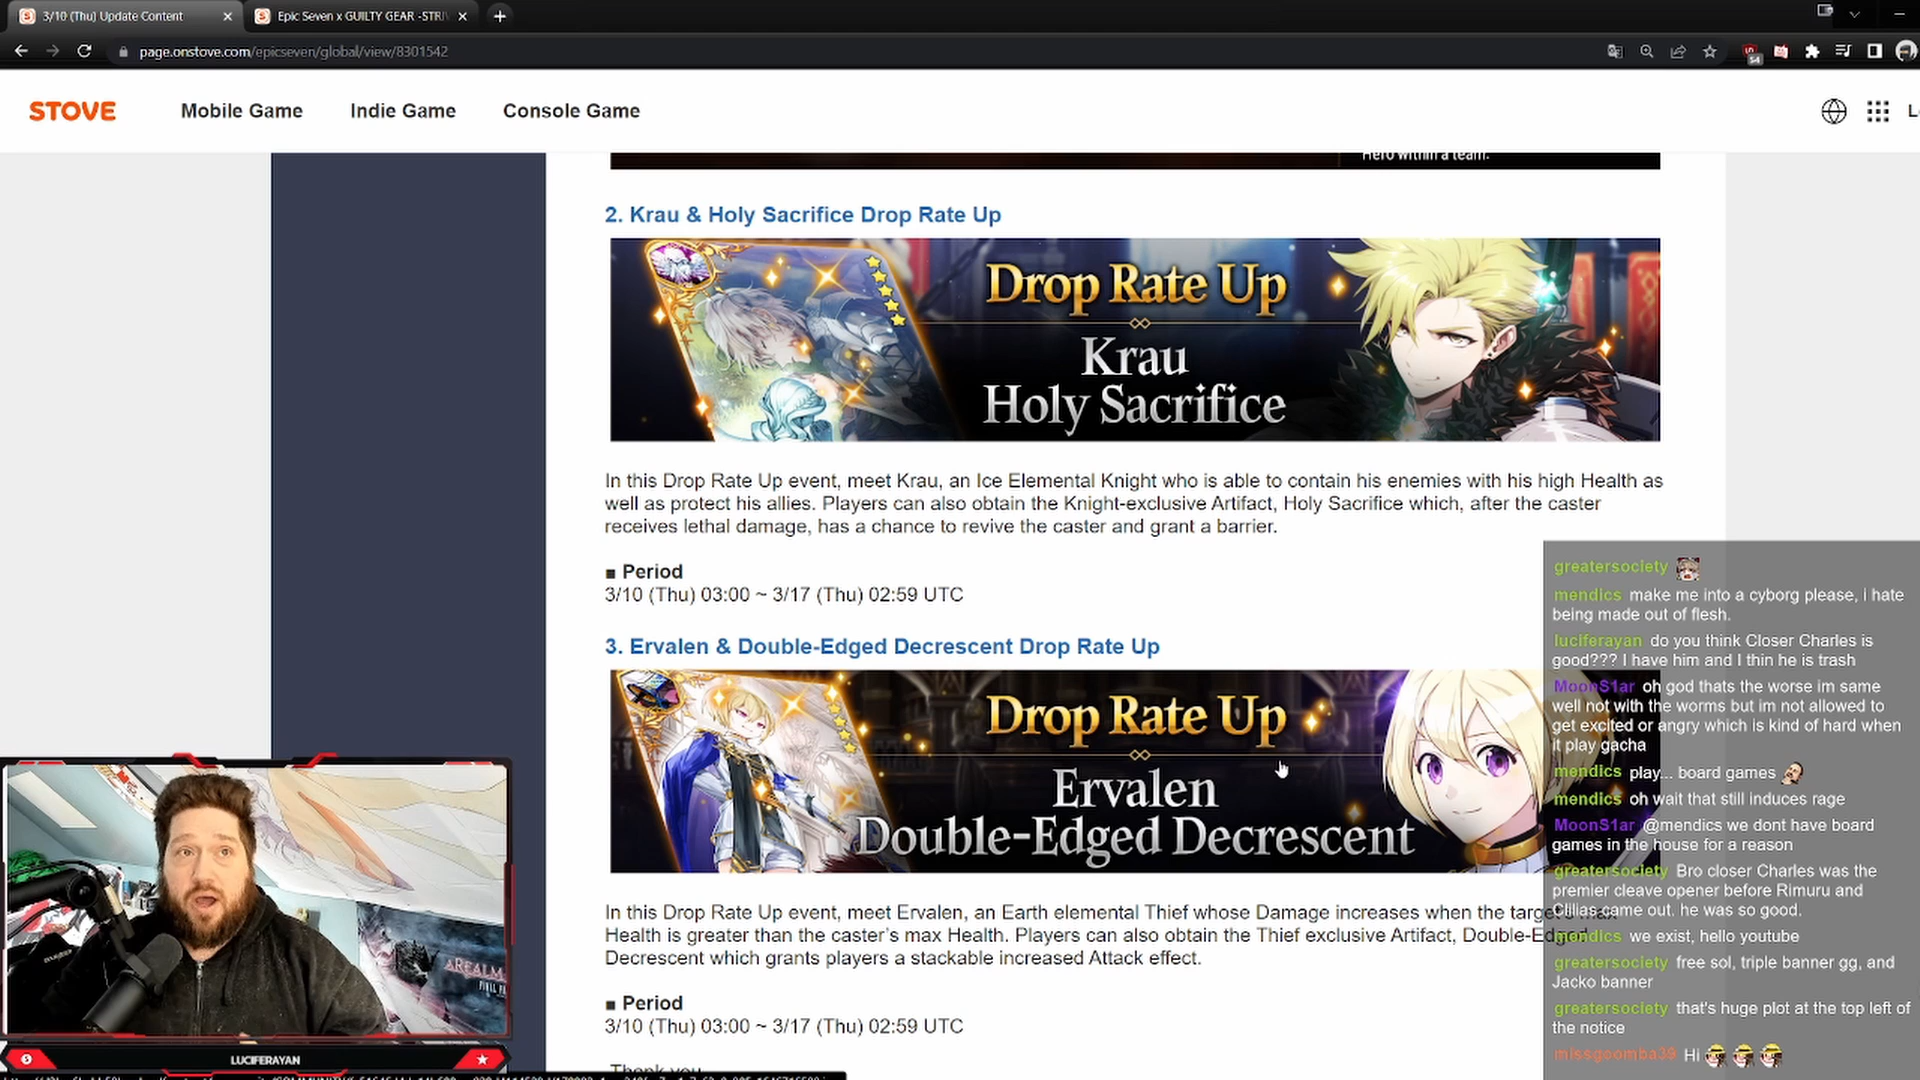 3/10 (Thu) Update Content
Epic Seven x GUILTY GEAR -STRIV
page.onstove.com/epicseven/global/view/8301542
54
STOVE
Mobile Game
Indie Game
Console Game
Hero within a team.
2. Krau & Holy Sacrifice Drop Rate Up
Drop Rate Up
Krau
Holy Sacrifice
In this Drop Rate Up event, meet Krau, an Ice Elemental Knight who is able to contain his enemies with his high Health as
well as protect his allies. Players can also obtain the Knight-exclusive Artifact, Holy Sacrifice which, after the caster
receives lethal damage, has a chance to revive the caster and grant a barrier.
■ Period
3/10 (Thu) 03:00 ~ 3/17 (Thu) 02:59 UTC
3. Ervalen & Double-Edged Decrescent Drop Rate Up
Drop Rate Up
Ervalen
Double-Edged Decrescent
In this Drop Rate Up event, meet Ervalen, an Earth elemental Thief whose Damage increases when the target's max
Health is greater than the caster's max Health. Players can also obtain the Thief exclusive Artifact, Double-Edged
Decrescent which grants players a stackable increased Attack effect.
■ Period
3/10 (Thu) 03:00 ~ 3/17 (Thu) 02:59 UTC
Thank you
greatersociety
mendics make me into a cyborg please, i hate
being made out of flesh.
luciferayan do you think Closer Charles is
good??? I have him and I thin he is trash
MoonS1ar oh god thats the worse im same
well not with the worms but im not allowed to
get excited or angry which is kind of hard when
it play gacha
mendics play... board games
mendics oh wait that still induces rage
MoonS1ar @mendics we dont have board
games in the house for a reason
greatersociety Bro closer Charles was the
premier cleave opener before Rimuru and
Clilias came out. he was so good.
mendics we exist, hello youtube
greatersociety free sol, triple banner gg, and
Jacko banner
greatersociety that's huge plot at the top left of
the notice
missgoomba39 Hi
A REALM
FINAL FA
LUCIFERAYAN